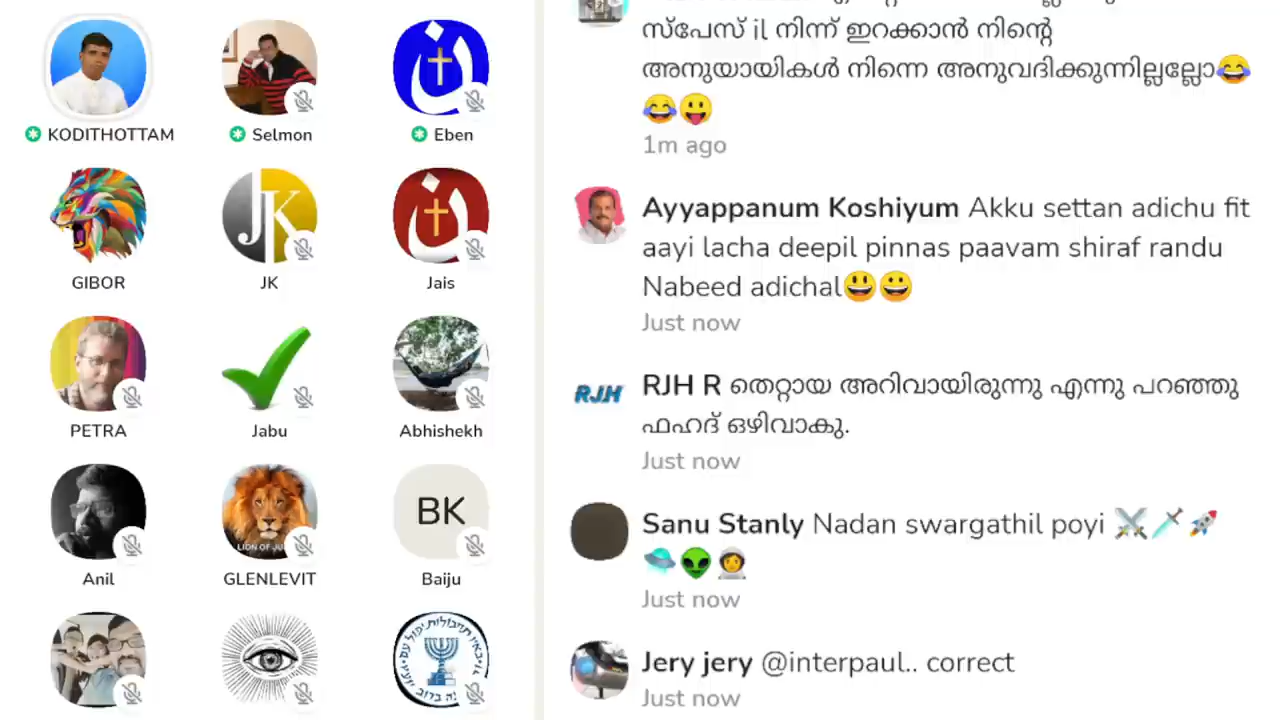 KODITHOTTAM
Selmon
Eben
GIBOR
JK
JK
Jais
PETRA
Jabu
Abhishekh
Anil
LION OF
GLENLEVIT
BK
Baiju
സ്പേസ് il നിന്ന് ഇറക്കാൻ നിന്റെ
അനുയായികൾ നിന്നെ അനുവദിക്കുന്നില്ലല്ലോ😂
😂😛
1m ago
Ayyappanum Koshiyum Akku settan adichu fit
aayi lacha deepil pinnas paavam shiraf randu
Nabeed adichal😃😀
Just now
RJH
RJH R തെറ്റായ അറിവായിരുന്നു എന്നു പറഞ്ഞു
ഫഹദ് ഒഴിവാകു.
Just now
Sanu Stanly Nadan swargathil poyi ⚔️🗡️🚀
🛸👽🧑‍🚀
Just now
Jery jery @interpaul.. correct
Just now